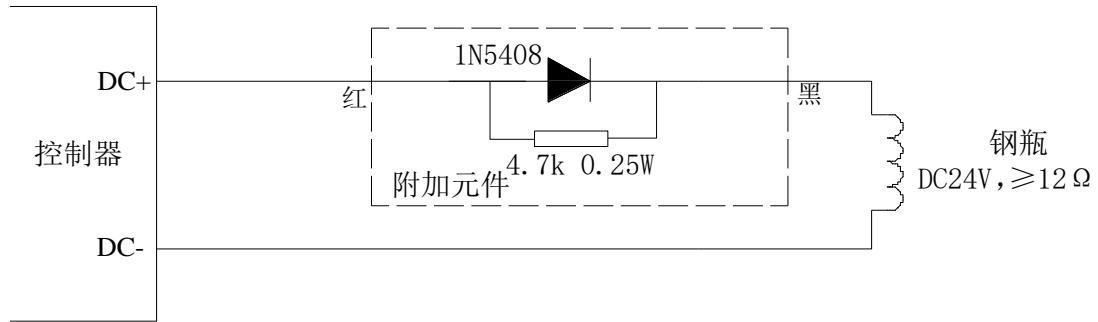 1N5408
DC+
红
黑
控制器
4.7k 0.25W
钢瓶
附加元件
DC24V,≥12Ω
DC-